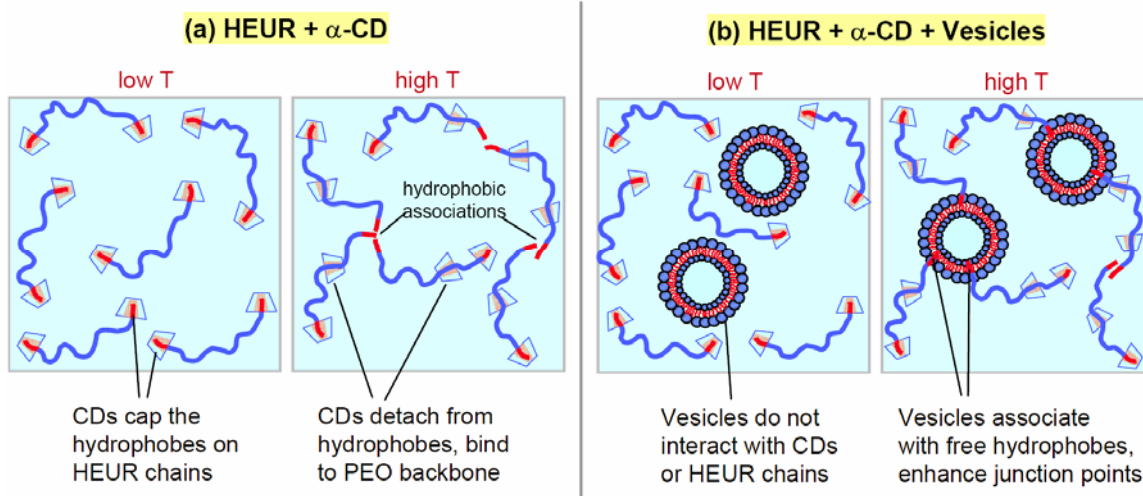 (a) HEUR + α-CD
low T
high T
hydrophobic
associations
CDs cap the
hydrophobes on
HEUR chains
CDs detach from
hydrophobes, bind
to PEO backbone
(b) HEUR + α-CD + Vesicles
low T
high T
Vesicles do not
interact with CDs
or HEUR chains
Vesicles associate
with free hydrophobes,
enhance junction points